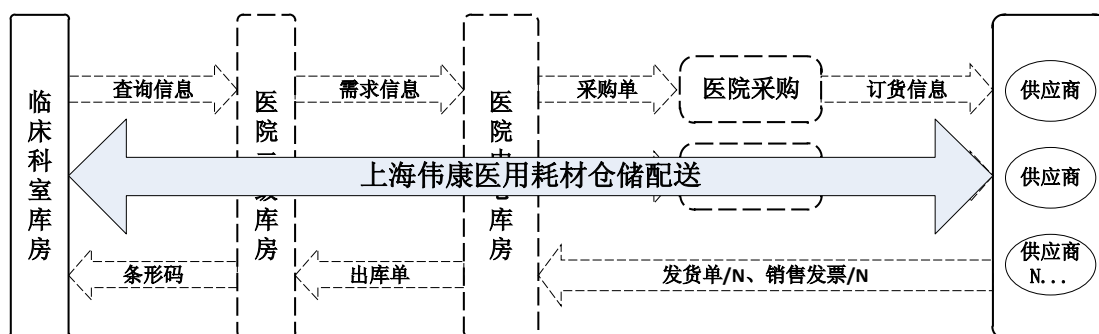 临床科室库房
查询信息
医院
级库房
需求信息
医院
库房
采购单
医院采购
订货信息
供应商
上海伟康医用耗材仓储配送
供应商
条形码
出库单
发货单/N、销售发票/N
供应商
N...